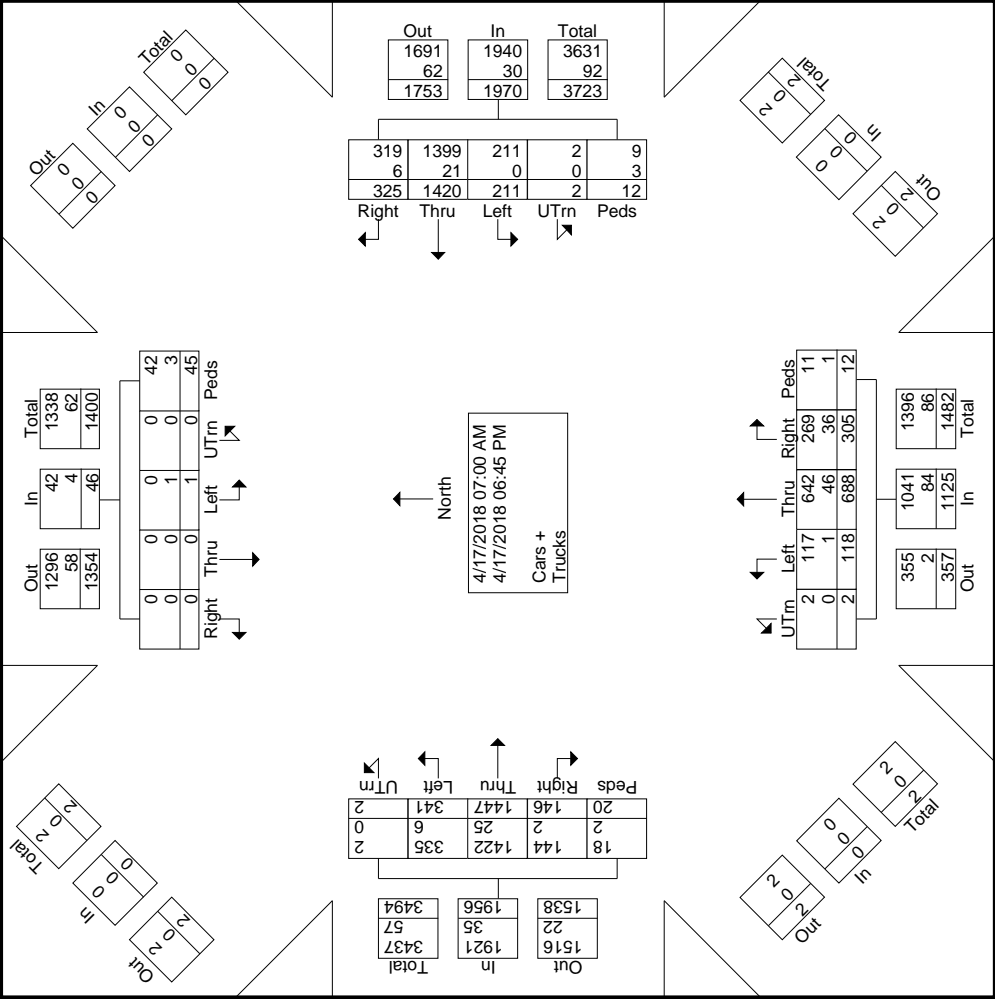 Out In Total
1691 1940 3631
62 30 92
1753 1970 3723
319 1399 211 2 9
6 21 0 0 3
325 1420 211 2 12
Right Thru Left UTrn Peds
Total
0
0
0
In
0
0
0
Out
0
0
0
Total
2
0
2
In
0
0
0
Out
2
0
2
Total
1338
62
1400
In
42
4
46
Out
1296
58
1354
42 3 45 Peds
0 0 0 UTrn
0 1 1 Left
0 0 0 Thru
0 0 0 Right
North
4/17/2018 07:00 AM
4/17/2018 06:45 PM
Cars +
Trucks
Peds 11 1 12
Right 269 36 305
Thru 642 46 688
Left 117 1 118
UTrn 2 0 2
1396
86
1482
Total
1041
84
1125
In
355
2
357
Out
UTrn Left Thru Right Peds
2 341 1447 146 20
0 6 25 2 2
2 335 1422 144 18
3494 1956 1538
57 35 22
3437 1921 1516
Total In Out
Total
2
0
2
In
0
0
0
Out
2
0
2
2
0
2
Total
0
0
0
In
2
0
2
Out